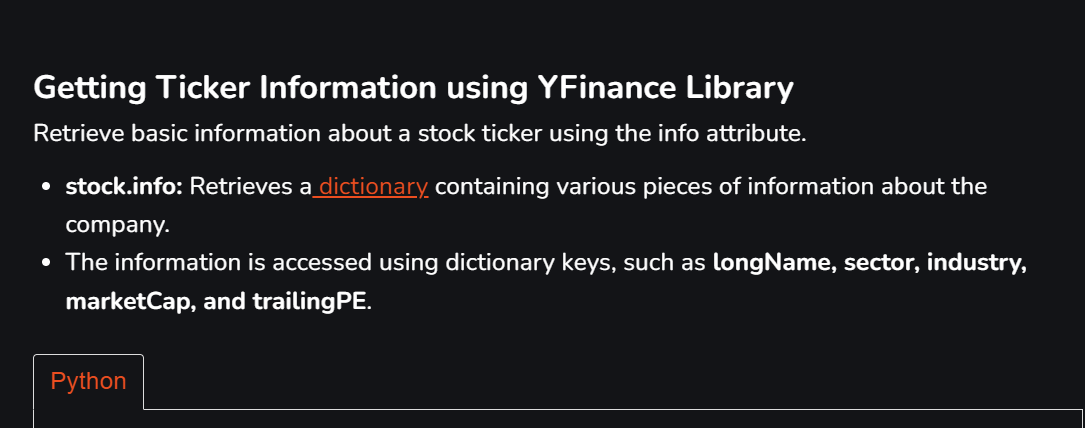 Getting Ticker Information using YFinance Library
Retrieve basic information about a stock ticker using the info attribute.
stock.info: Retrieves a dictionary containing various pieces of information about the
company.
The information is accessed using dictionary keys, such as longName, sector, industry,
marketCap, and trailingPE.
Python